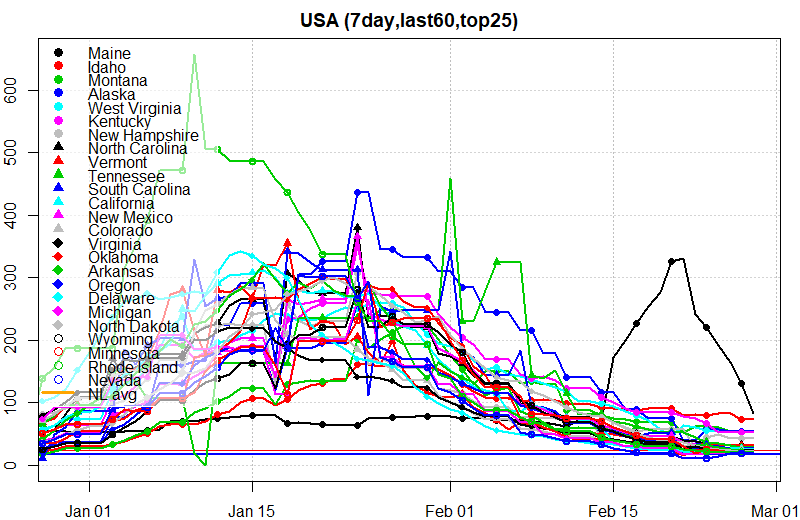 USA (7day,last60,top25)
600
500
400
300
200
100
0
Maine
Idaho
Montana
Alaska
West Virginia
Kentucky
New Hampshire
North Carolina
Vermont
Tennessee
South Carolina
California
New Mexico
Colorado
Virginia
Oklahoma
Arkansas
Oregon
Delaware
Michigan
North Dakota
Wyoming
Minnesota
Rhode Island
Nevada
NL avg
Jan 01 Jan 15 Feb 01 Feb 15 Mar 01